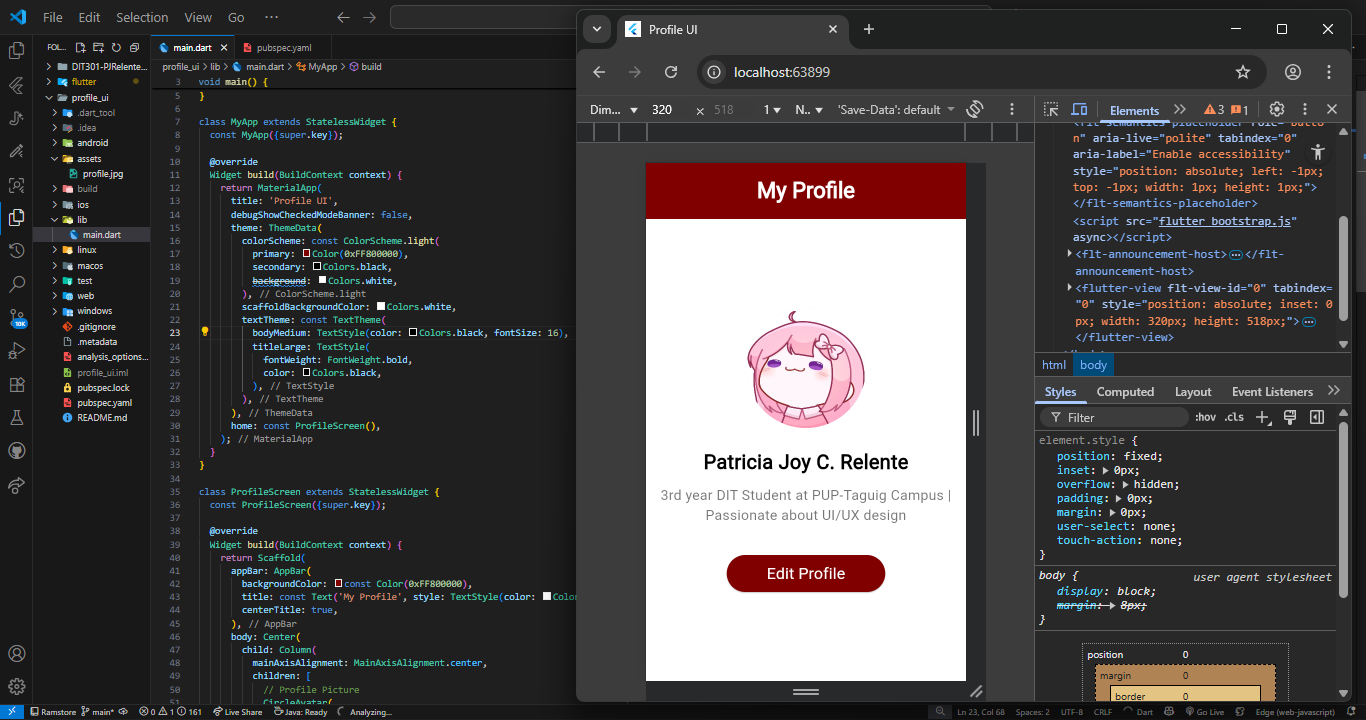 File Edit Selection View Go ···
FOL...
DIT301-PJRelente...
flutter
profile_ui
.dart_tool
.idea
android
assets
profile.jpg
build
ios
lib
main.dart
linux
macos
test
web
windows
.gitignore
.metadata
analysis_options...
profile_ui.iml
pubspec.lock
pubspec.yaml
README.md
10K
main.dart
pubspec.yaml
profile_ui > lib > main.dart > MyApp > build
3 void main() {
5 }
6
7 class MyApp extends StatelessWidget {
8 const MyApp({super.key});
9
10 @override
11 Widget build(BuildContext context) {
12 return MaterialApp(
13 title: 'Profile UI',
14 debugShowCheckedModeBanner: false,
15 theme: ThemeData(
16 colorScheme: const ColorScheme.light(
17 primary: Color(0xFF800000),
18 secondary: Colors.black,
19 background: Colors.white,
20 ), // ColorScheme.light
21 scaffoldBackgroundColor: Colors.white,
22 textTheme: const TextTheme(
23 bodyMedium: TextStyle(color: Colors.black, fontSize: 16),
24 titleLarge: TextStyle(
25 fontWeight: FontWeight.bold,
26 color: Colors.black,
27 ), // TextStyle
28 ), // TextTheme
29 ), // ThemeData
30 home: const ProfileScreen(),
31 ); // MaterialApp
32 }
33 }
34
35 class ProfileScreen extends StatelessWidget {
36 const ProfileScreen({super.key});
37
38 @override
39 Widget build(BuildContext context) {
40 return Scaffold(
41 appBar: AppBar(
42 backgroundColor: const Color(0xFF800000),
43 title: const Text('My Profile', style: TextStyle(color: Colo
44 centerTitle: true,
45 ), // AppBar
46 body: Center(
47 child: Column(
48 mainAxisAlignment: MainAxisAlignment.center,
49 children: [
50 // Profile Picture
51 CircleAvatar(
Profile UI
localhost:63899
Dim... 320 × 518 1 N... 'Save-Data': default
My Profile
Patricia Joy C. Relente
3rd year DIT Student at PUP-Taguig Campus |
Passionate about UI/UX design
Edit Profile
Elements 3 1
<flt-semantics-placeholder role="butto
n" aria-live="polite" tabindex="0"
aria-label="Enable accessibility"
style="position: absolute; left: -1px;
top: -1px; width: 1px; height: 1px;">
</flt-semantics-placeholder>
<script src="flutter_bootstrap.js"
async></script>
<flt-announcement-host>…</flt-
announcement-host>
<flutter-view flt-view-id="0" tabindex=
"0" style="position: absolute; inset: 0
px; width: 320px; height: 518px;">…
</flutter-view>
html body
Styles Computed Layout Event Listeners
Filter :hov .cls
element.style {
position: fixed;
inset: 0px;
overflow: hidden;
padding: 0px;
margin: 0px;
user-select: none;
touch-action: none;
}
body { user agent stylesheet
display: block;
margin: 8px;
}
position 0
margin 0
border 0
Ramstore main* 0 1 161 Live Share Java: Ready Analyzing... Ln 23, Col 68 Spaces: 2 UTF-8 CRLF Dart Go Live Edge (web-javascript)